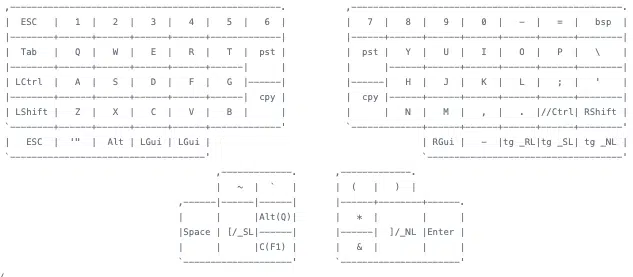 ,---------------------------------------------. ,---------------------------------------------.
| ESC | 1 | 2 | 3 | 4 | 5 | 6 | | 7 | 8 | 9 | 0 | - | = | bsp |
|------+------+------+------+------+------+------| |------+------+------+------+------+------+------|
| Tab | Q | W | E | R | T | pst | | pst | Y | U | I | O | P | \ |
|------+------+------+------+------+------| | | |------+------+------+------+------+------|
| LCtrl | A | S | D | F | G |------| |------| H | J | K | L | ; | ' |
|------+------+------+------+------+------| cpy | | cpy |------+------+------+------+------+------|
| LShift | Z | X | C | V | B | | | | N | M | , | . |//Ctrl| RShift |
`---------------------------------------------' `---------------------------------------------'
| ESC | '" | Alt | LGui | LGui | | RGui | - |tg _RL|tg _SL| tg _NL |
`----------------------------------' `----------------------------------'
,-------------. ,-------------.
| ~ | ` | | ( | ) |
,------|------|------| |------+------+------.
| | |Alt(Q)| | * | | |
|Space | [/_SL|------| |------| ]/_NL |Enter |
| | |C(F1) | | & | | |
`--------------------' `--------------------'